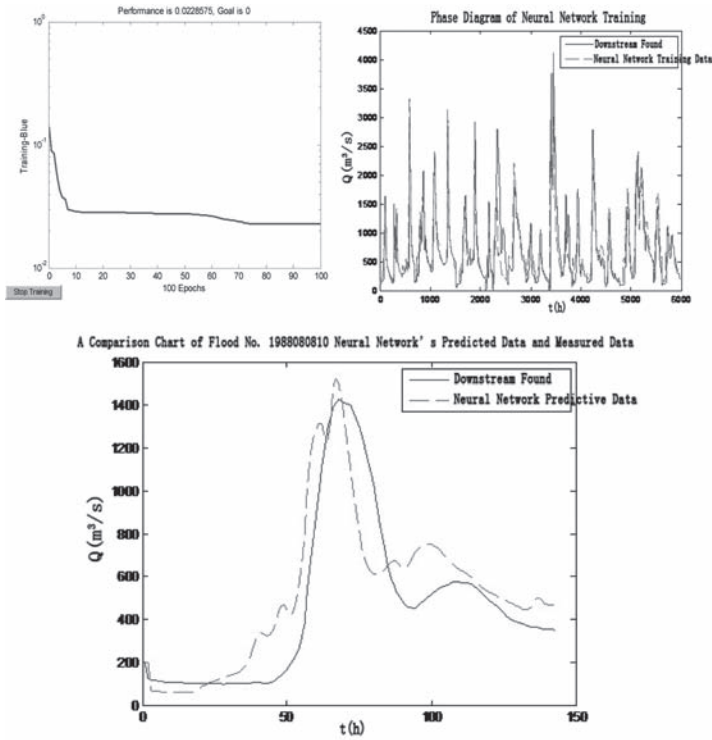 Performance is 0.0228575, Goal is 0
10^0
10^-1
10^-2
Training-Blue
0 10 20 30 40 50 60 70 80 90 100
100 Epochs
Stop Training
Phase Diagram of Neural Network Training
Downstream Found
Neural Network Training Data
4500
4000
3500
3000
2500
2000
1500
1000
500
0
Q(m³/s)
0 1000 2000 3000 4000 5000 6000
t(h)
A Comparison Chart of Flood No. 1988080810 Neural Network's Predicted Data and Measured Data
Downstream Found
Neural Network Predictive Data
1600
1400
1200
1000
800
600
400
200
0
Q(m³/s)
0 50 100 150
t(h)